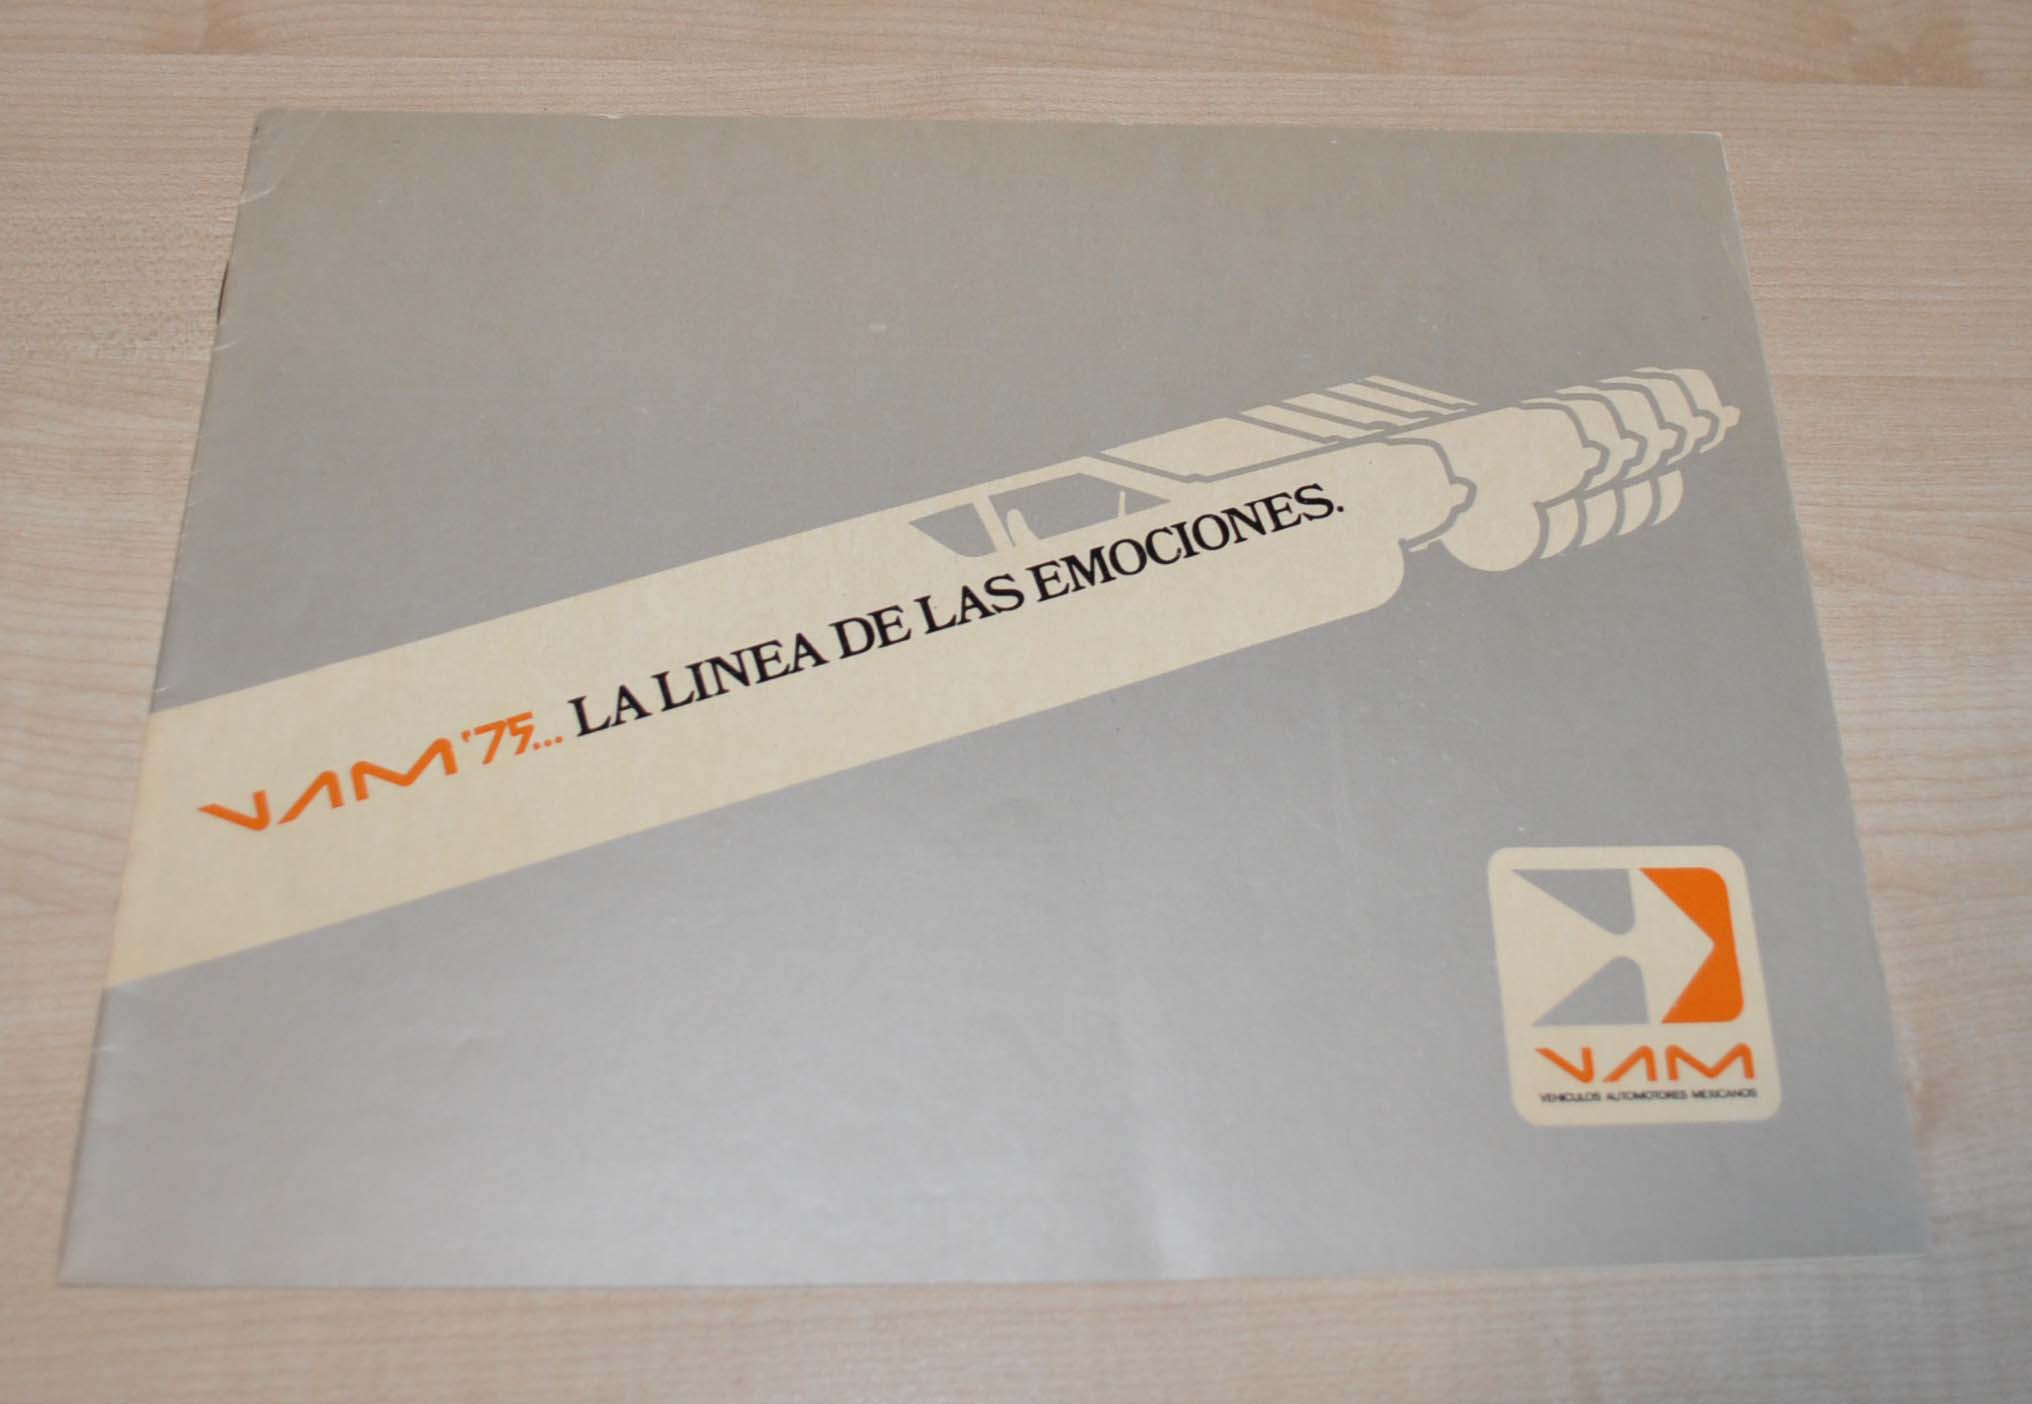 VAM '75... LA LINEA DE LAS EMOCIONES.
VAM
VEHICULOS AUTOMOTORES MEXICANOS